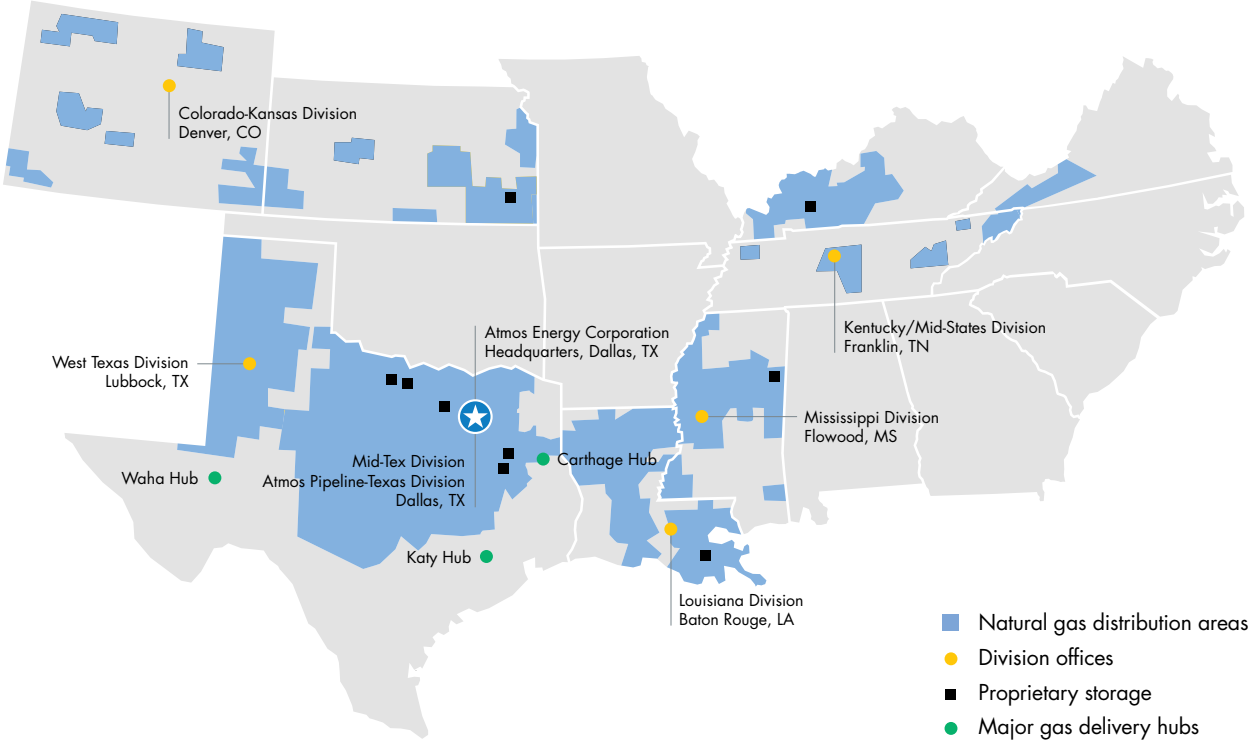 Colorado-Kansas Division
Denver, CO
Atmos Energy Corporation
Headquarters, Dallas, TX
Kentucky/Mid-States Division
Franklin, TN
West Texas Division
Lubbock, TX
Mississippi Division
Flowood, MS
Mid-Tex Division
Atmos Pipeline-Texas Division
Dallas, TX
Carthage Hub
Waha Hub
Katy Hub
Louisiana Division
Baton Rouge, LA
Natural gas distribution areas
Division offices
Proprietary storage
Major gas delivery hubs